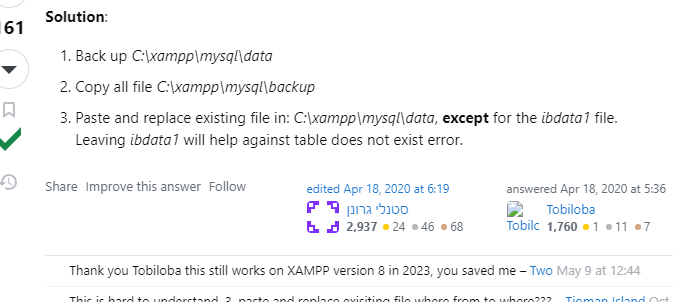 161
Solution:
1. Back up C:\xampp\mysql\data
2. Copy all file C:\xampp\mysql\backup
3. Paste and replace existing file in: C:\xampp\mysql\data, except for the ibdata1 file.
Leaving ibdata1 will help against table does not exist error.
Share Improve this answer Follow
edited Apr 18, 2020 at 6:19
סטנלי גרונן
2,937 24 46 68
answered Apr 18, 2020 at 5:36
Tobilc
Tobiloba
1,760 1 11 7
Thank you Tobiloba this still works on XAMPP version 8 in 2023, you saved me – Two May 9 at 12:44
This is hard to understand. 3. paste and replace exisiting file where from to where??? – Tioman Island Oct